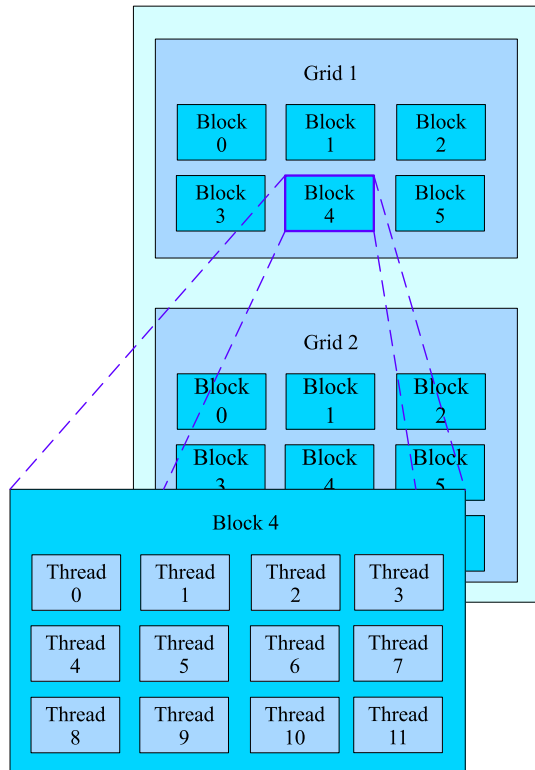 Grid 1
Block
0
Block
1
Block
2
Block
3
Block
4
Block
5
Grid 2
Block
0
Block
1
Block
2
Block
3
Block
4
Block
5
Block 4
Thread
0
Thread
1
Thread
2
Thread
3
Thread
4
Thread
5
Thread
6
Thread
7
Thread
8
Thread
9
Thread
10
Thread
11